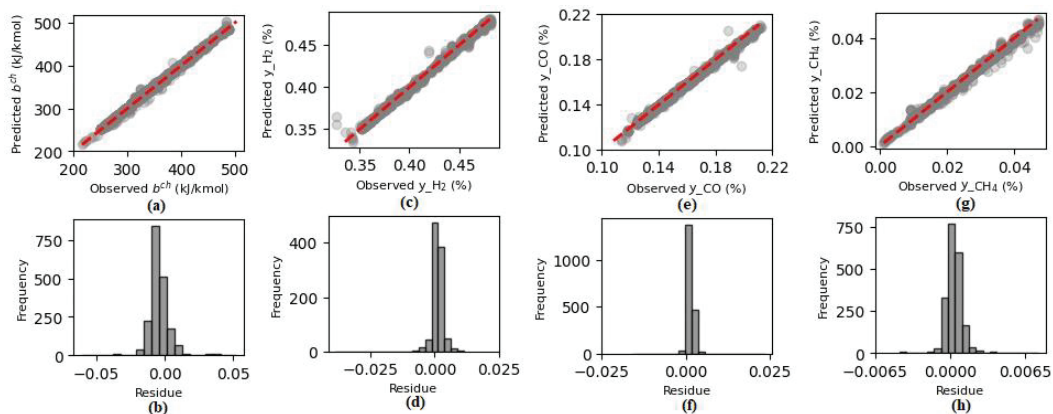 500
400
300
200
Predicted b^ch (kJ/kmol)
200 300 400 500
Observed b^ch (kJ/kmol)
(a)
0.45
0.40
0.35
Predicted y_H₂ (%)
0.35 0.40 0.45
Observed y_H₂ (%)
(c)
0.22
0.18
0.14
0.10
Predicted y_CO (%)
0.10 0.14 0.18 0.22
Observed y_CO (%)
(e)
0.04
0.02
0.00
Predicted y_CH₄ (%)
0.00 0.02 0.04
Observed y_CH₄ (%)
(g)
750
500
250
0
Frequency
−0.05 0.00 0.05
Residue
(b)
400
200
0
Frequency
−0.025 0.000 0.025
Residue
(d)
1000
500
0
Frequency
−0.025 0.000 0.025
Residue
(f)
750
500
250
0
Frequency
−0.0065 0.0000 0.0065
Residue
(h)